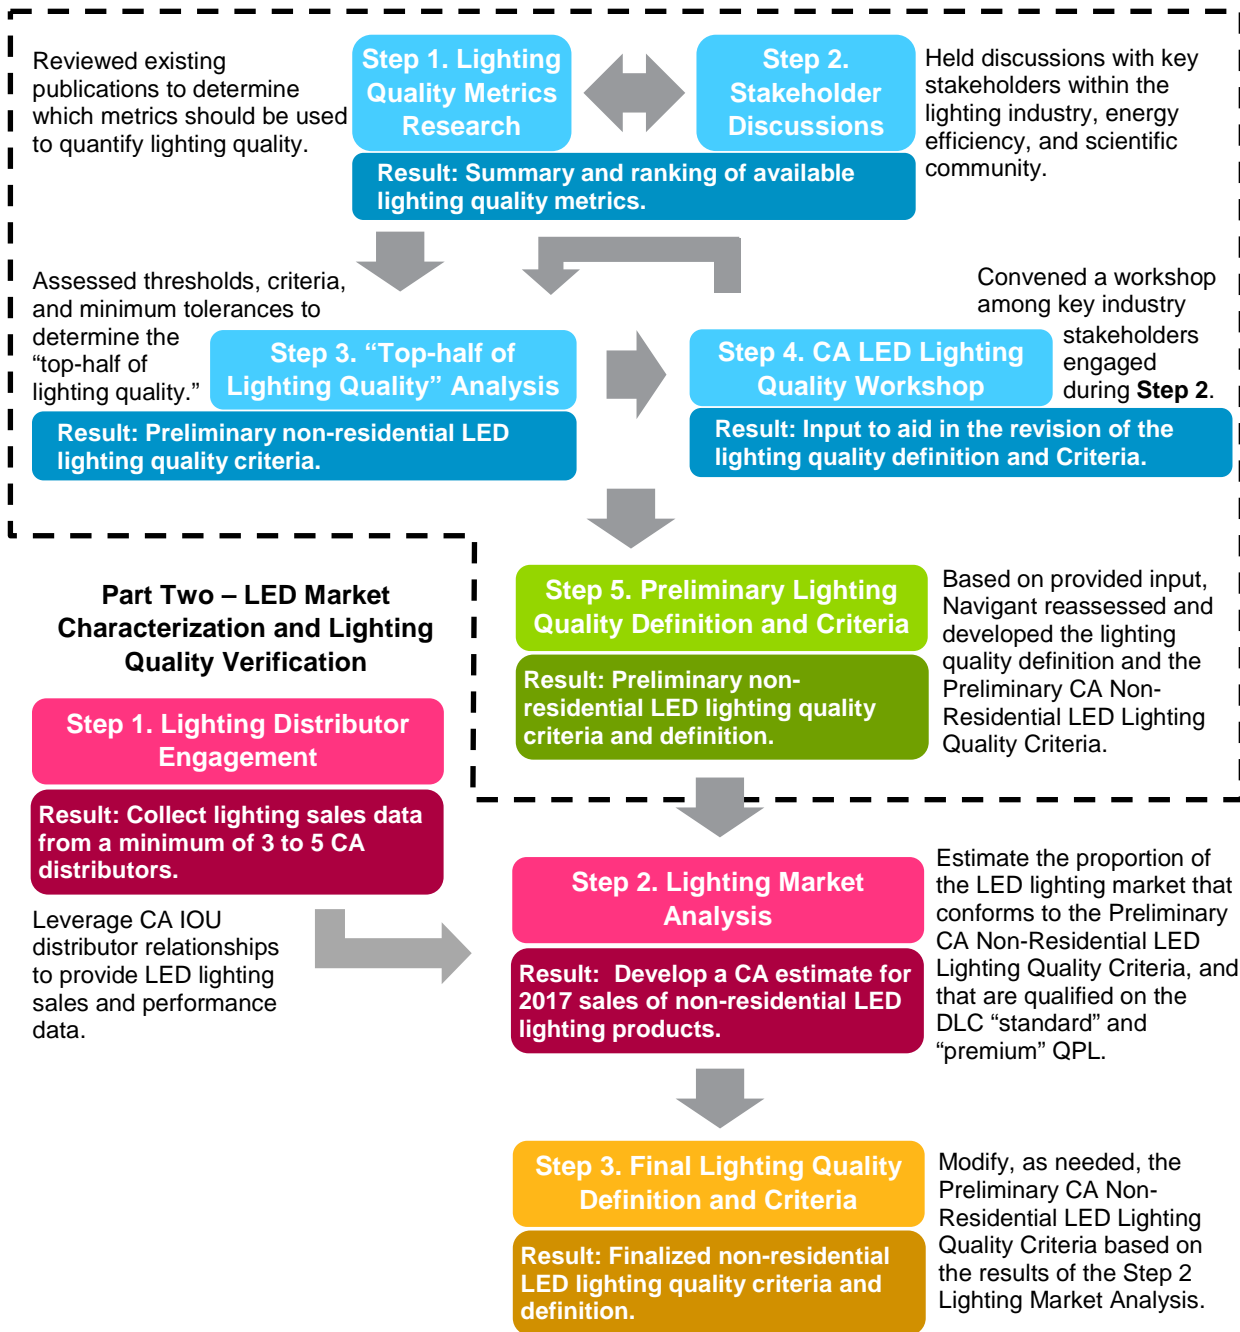 Reviewed existing
publications to determine
which metrics should be used
to quantify lighting quality.
Step 1. Lighting
Quality Metrics
Research
Step 2.
Stakeholder
Discussions
Held discussions with key
stakeholders within the
lighting industry, energy
efficiency, and scientific
community.
Result: Summary and ranking of available
lighting quality metrics.
Assessed thresholds, criteria,
and minimum tolerances to
determine the
“top-half of
lighting quality.”
Step 3. “Top-half of
Lighting Quality” Analysis
Result: Preliminary non-residential LED
lighting quality criteria.
Step 4. CA LED Lighting
Quality Workshop
Convened a workshop
among key industry
stakeholders
engaged
during Step 2.
Result: Input to aid in the revision of the
lighting quality definition and Criteria.
Step 5. Preliminary Lighting
Quality Definition and Criteria
Result: Preliminary non-
residential LED lighting quality
criteria and definition.
Based on provided input,
Navigant reassessed and
developed the lighting
quality definition and the
Preliminary CA Non-
Residential LED Lighting
Quality Criteria.
Part Two – LED Market
Characterization and Lighting
Quality Verification
Step 1. Lighting Distributor
Engagement
Result: Collect lighting sales data
from a minimum of 3 to 5 CA
distributors.
Leverage CA IOU
distributor relationships
to provide LED lighting
sales and performance
data.
Step 2. Lighting Market
Analysis
Result: Develop a CA estimate for
2017 sales of non-residential LED
lighting products.
Estimate the proportion of
the LED lighting market that
conforms to the Preliminary
CA Non-Residential LED
Lighting Quality Criteria, and
that are qualified on the
DLC “standard” and
“premium” QPL.
Step 3. Final Lighting Quality
Definition and Criteria
Result: Finalized non-residential
LED lighting quality criteria and
definition.
Modify, as needed, the
Preliminary CA Non-
Residential LED Lighting
Quality Criteria based on
the results of the Step 2
Lighting Market Analysis.